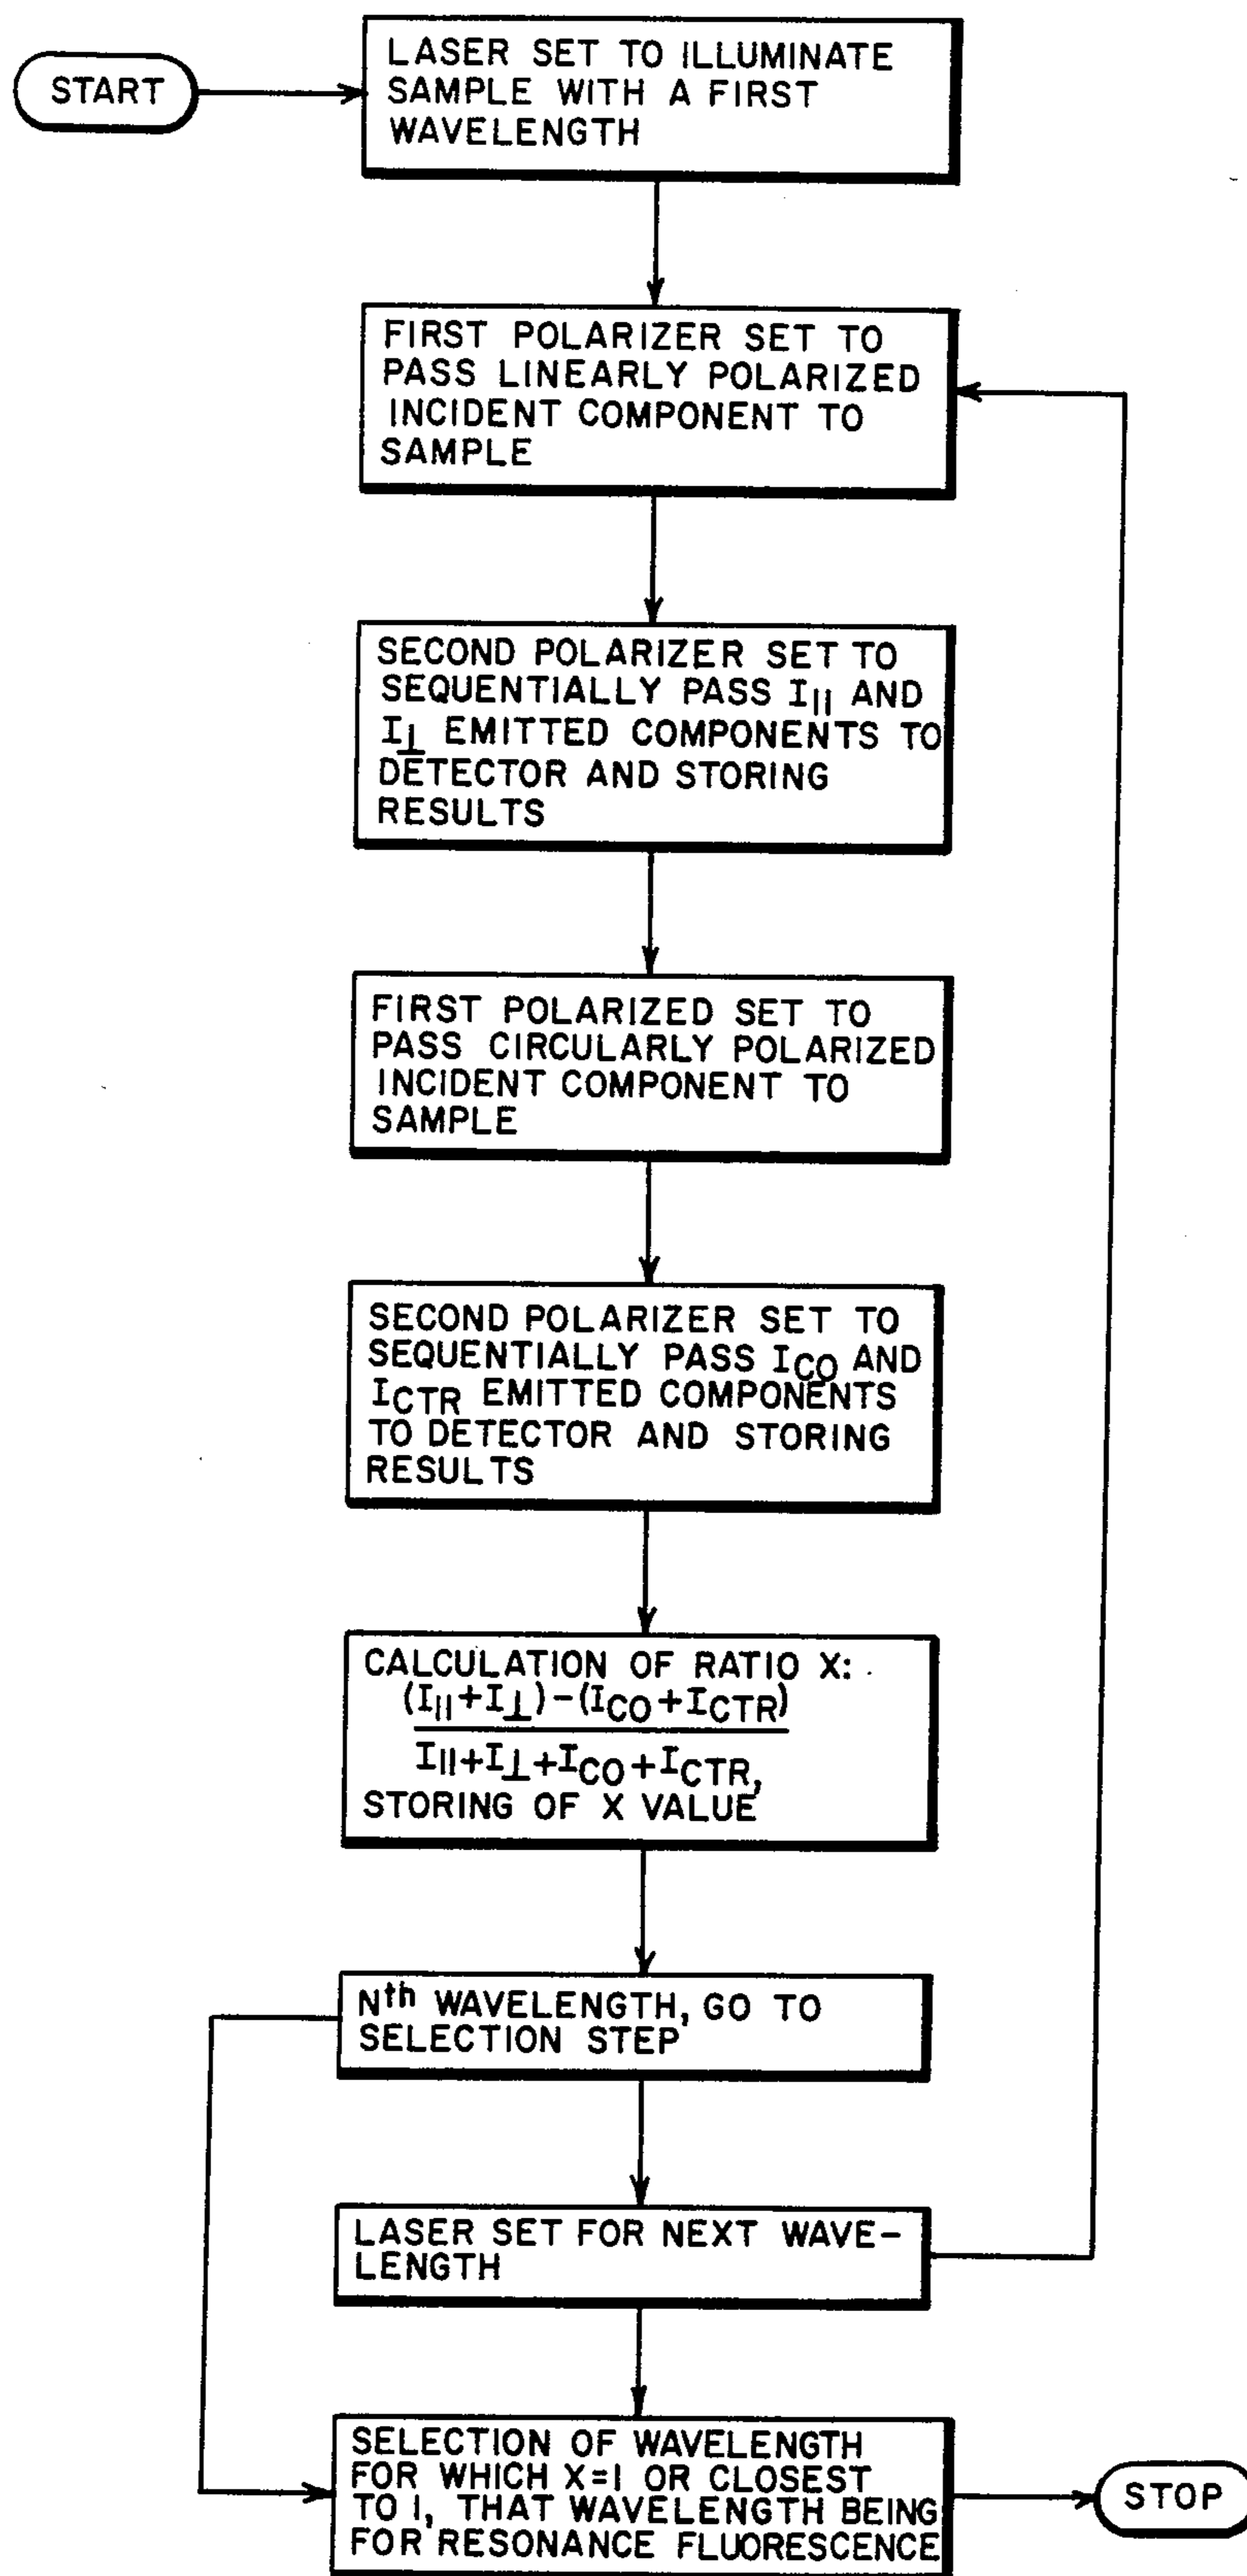 START
LASER SET TO ILLUMINATE
SAMPLE WITH A FIRST
WAVELENGTH
FIRST POLARIZER SET TO
PASS LINEARLY POLARIZED
INCIDENT COMPONENT TO
SAMPLE
SECOND POLARIZER SET TO
SEQUENTIALLY PASS I|| AND
I⊥ EMITTED COMPONENTS TO
DETECTOR AND STORING
RESULTS
FIRST POLARIZED SET TO
PASS CIRCULARLY POLARIZED
INCIDENT COMPONENT TO
SAMPLE
SECOND POLARIZER SET TO
SEQUENTIALLY PASS ICO AND
ICTR EMITTED COMPONENTS
TO DETECTOR AND STORING
RESULTS
CALCULATION OF RATIO X:
(I||+I⊥)-(ICO+ICTR)
I||+I⊥+ICO+ICTR,
STORING OF X VALUE
Nth WAVELENGTH, GO TO
SELECTION STEP
LASER SET FOR NEXT WAVE-
LENGTH
SELECTION OF WAVELENGTH
FOR WHICH X=1 OR CLOSEST
TO 1, THAT WAVELENGTH BEING
FOR RESONANCE FLUORESCENCE
STOP